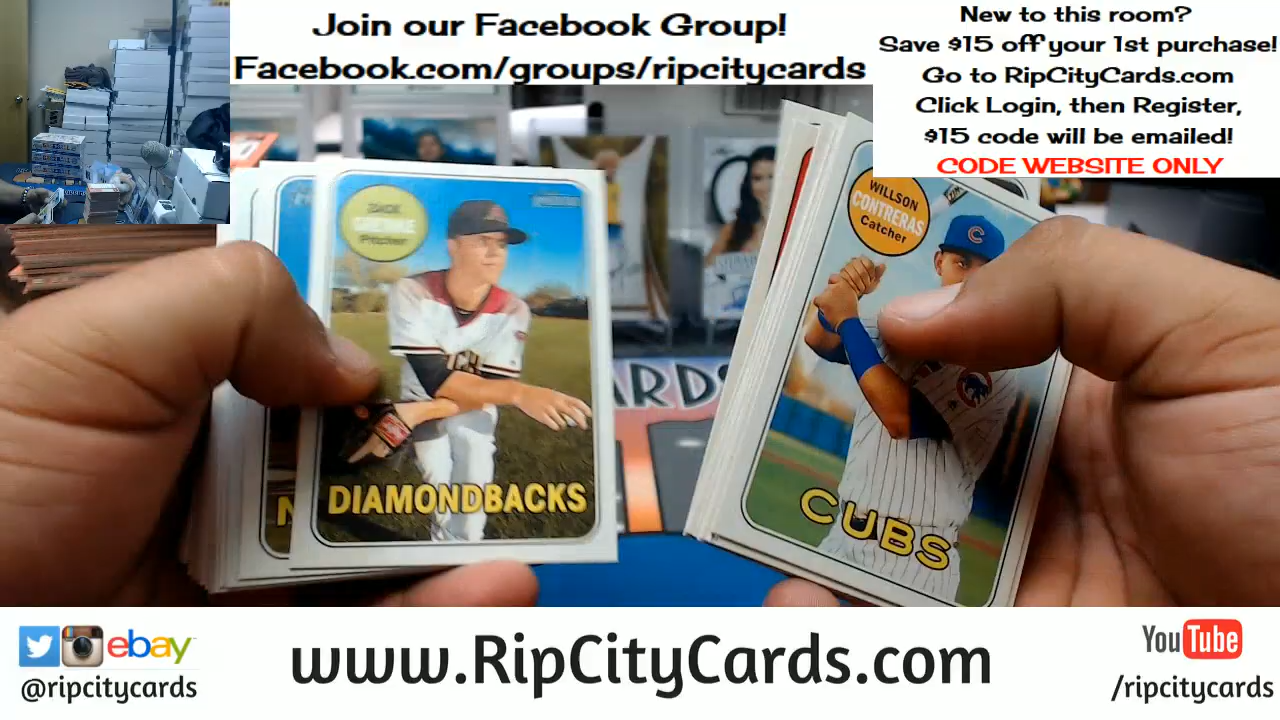 Join our Facebook Group!
Facebook.com/groups/ripcitycards
New to this room?
Save $15 off your 1st purchase!
Go to RipCityCards.com
Click Login, then Register,
$15 code will be emailed!
CODE WEBSITE ONLY
ZACK
GREINKE
Pitcher
DIAMONDBACKS
WILLSON
CONTRERAS
Catcher
CUBS
ARDS
ebay
@ripcitycards
www.RipCityCards.com
YouTube
/ripcitycards